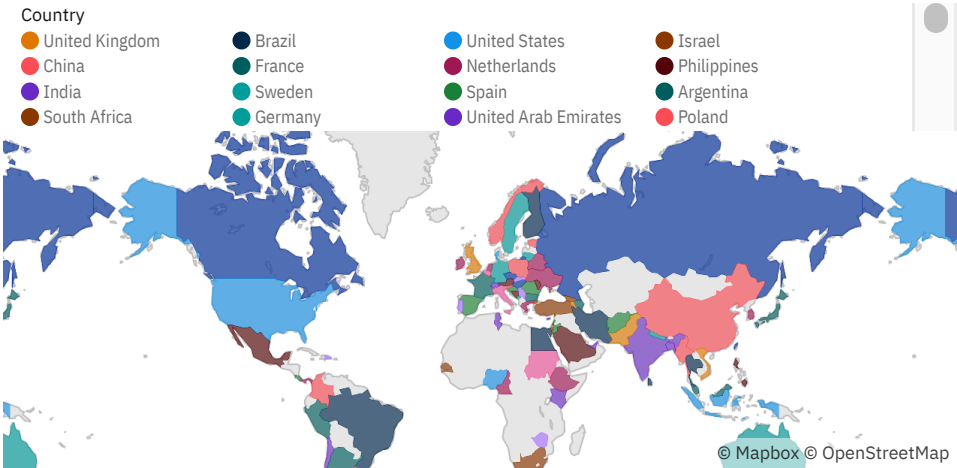 Country
United Kingdom Brazil United States Israel
China France Netherlands Philippines
India Sweden Spain Argentina
South Africa Germany United Arab Emirates Poland
© Mapbox © OpenStreetMap